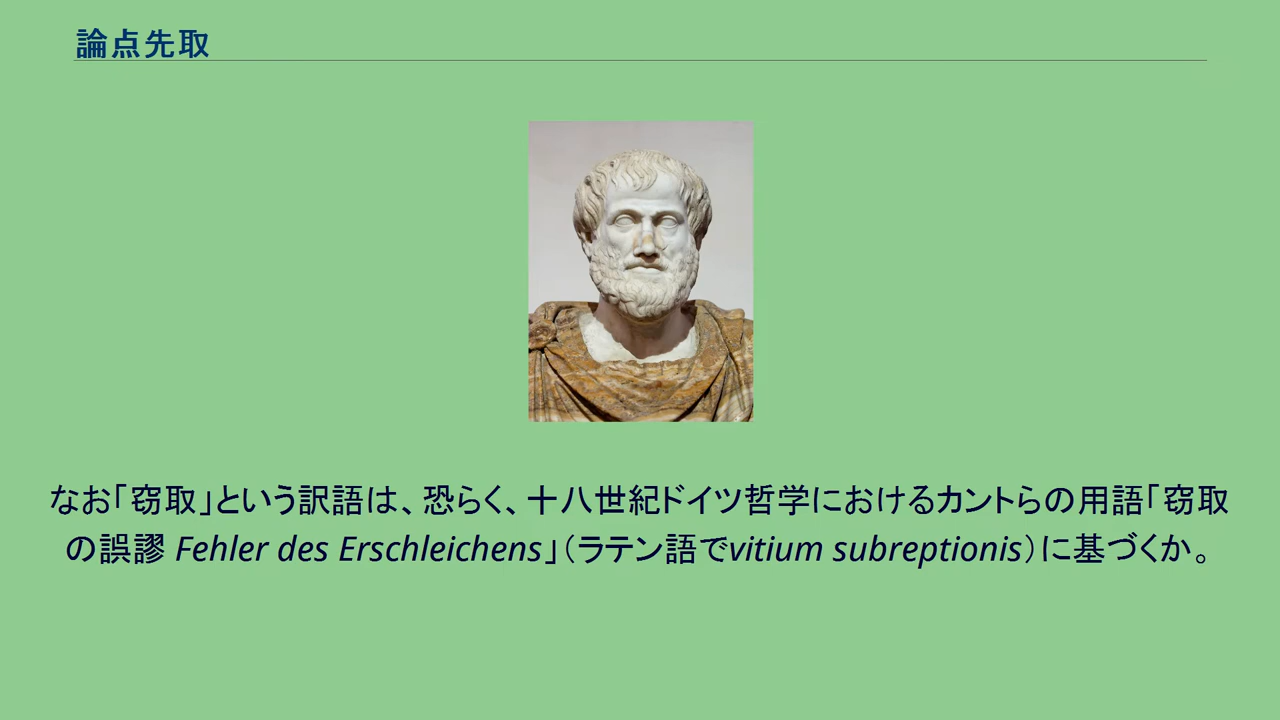 論点先取
なお「窃取」という訳語は、恐らく、十八世紀ドイツ哲学におけるカントらの用語「窃取
の誤謬 Fehler des Erschleichens」（ラテン語でvitium subreptionis）に基づくか。